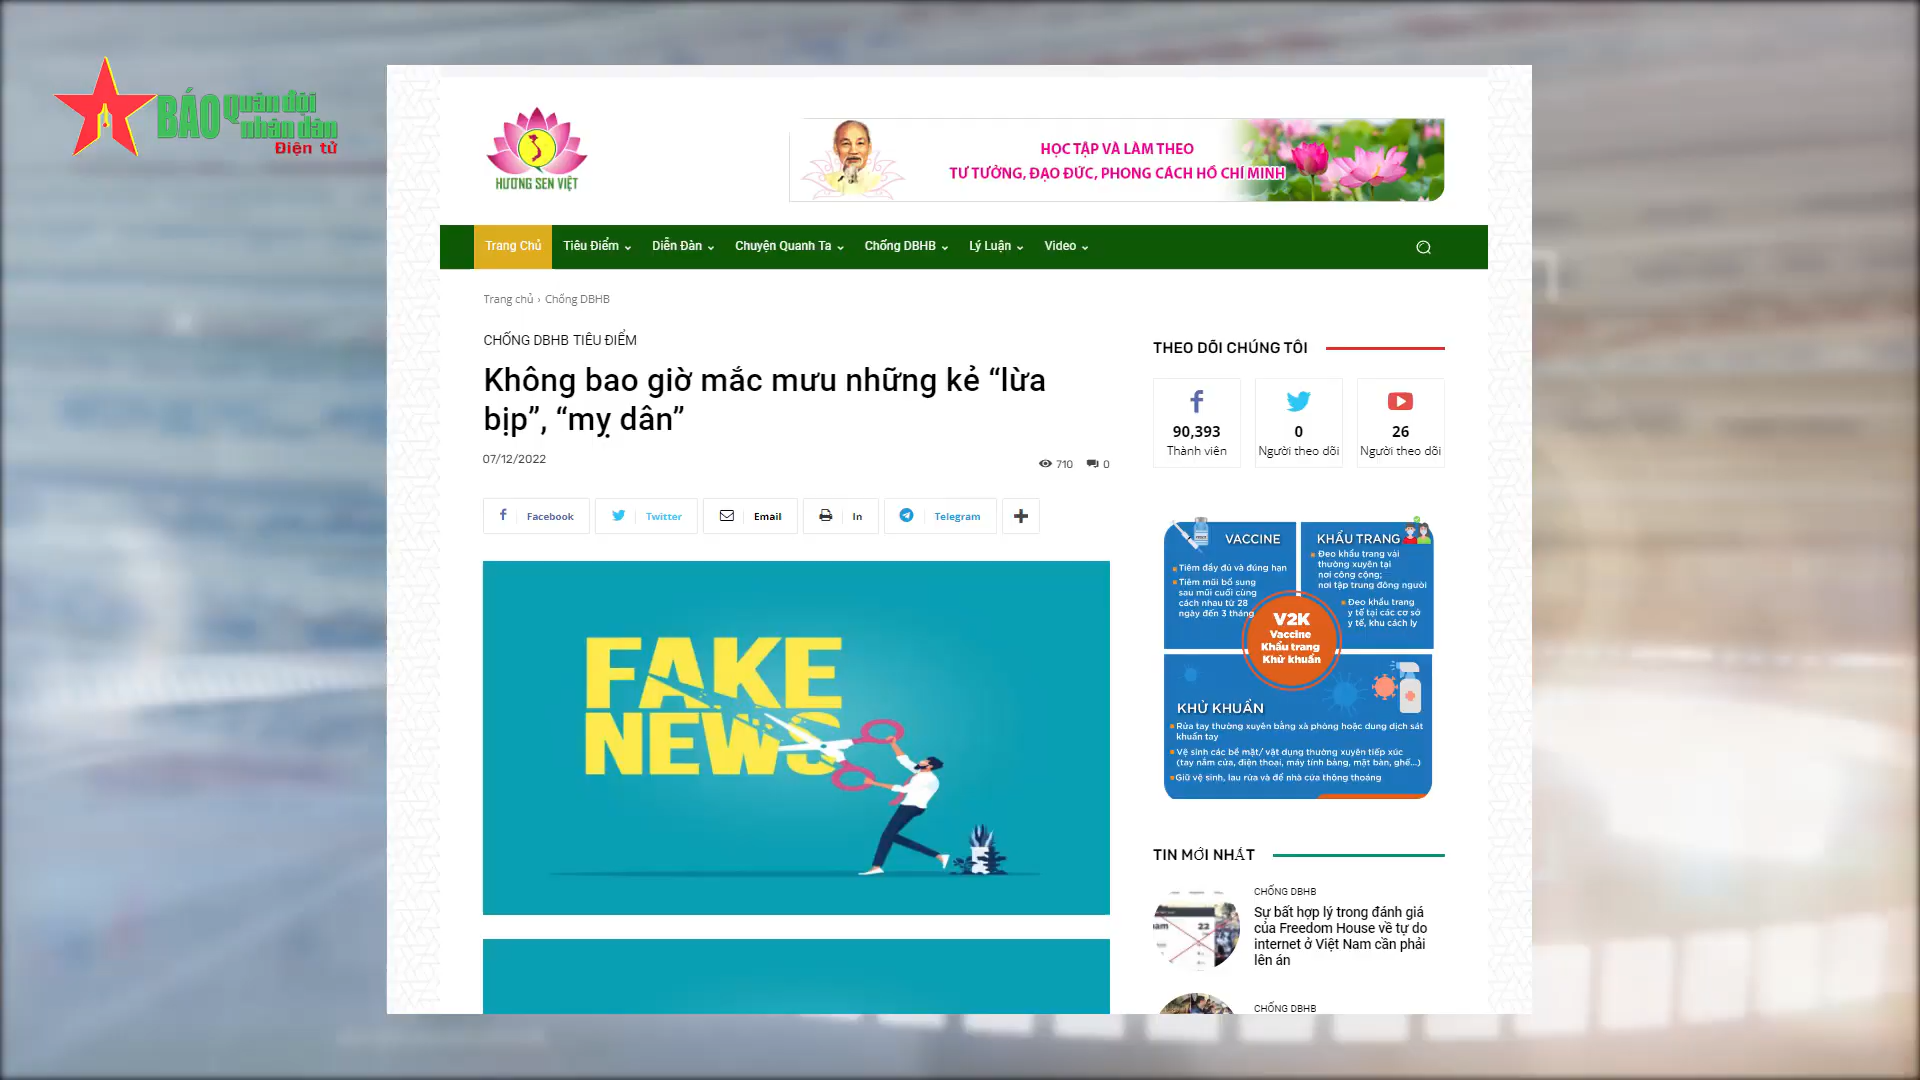 BÁO Quân đội
nhân dân
Điện tử
HƯƠNG SEN VIỆT
HỌC TẬP VÀ LÀM THEO
TƯ TƯỞNG, ĐẠO ĐỨC, PHONG CÁCH HỒ CHÍ MINH
Trang Chủ Tiêu Điểm Diễn Đàn Chuyện Quanh Ta Chống DBHB Lý Luận Video
Trang chủ › Chống DBHB
CHỐNG DBHB TIÊU ĐIỂM
Không bao giờ mắc mưu những kẻ “lừa
bịp”, “mỵ dân”
07/12/2022
710 0
Facebook Twitter Email In Telegram
FAKE
NEWS
THEO DÕI CHÚNG TÔI
90,393 0 26
Thành viên Người theo dõi Người theo dõi
VACCINE
Tiêm đầy đủ và đúng hạn
Tiêm mũi bổ sung
sau mũi cuối cùng
cách nhau từ 28
ngày đến 3 tháng
KHẨU TRANG
Đeo khẩu trang vải
thường xuyên tại
nơi công cộng;
nơi tập trung đông người
Đeo khẩu trang
y tế tại các cơ sở
y tế, khu cách ly
V2K
Vaccine
Khẩu trang
Khử khuẩn
KHỬ KHUẨN
Rửa tay thường xuyên bằng xà phòng hoặc dung dịch sát
khuẩn tay
Vệ sinh các bề mặt/ vật dụng thường xuyên tiếp xúc
(tay nắm cửa, điện thoại, máy tính bảng, mặt bàn, ghế...)
Giữ vệ sinh, lau rửa và để nhà cửa thông thoáng
TIN MỚI NHẤT
CHỐNG DBHB
Sự bất hợp lý trong đánh giá
của Freedom House về tự do
internet ở Việt Nam cần phải
lên án
22
CHỐNG DBHB